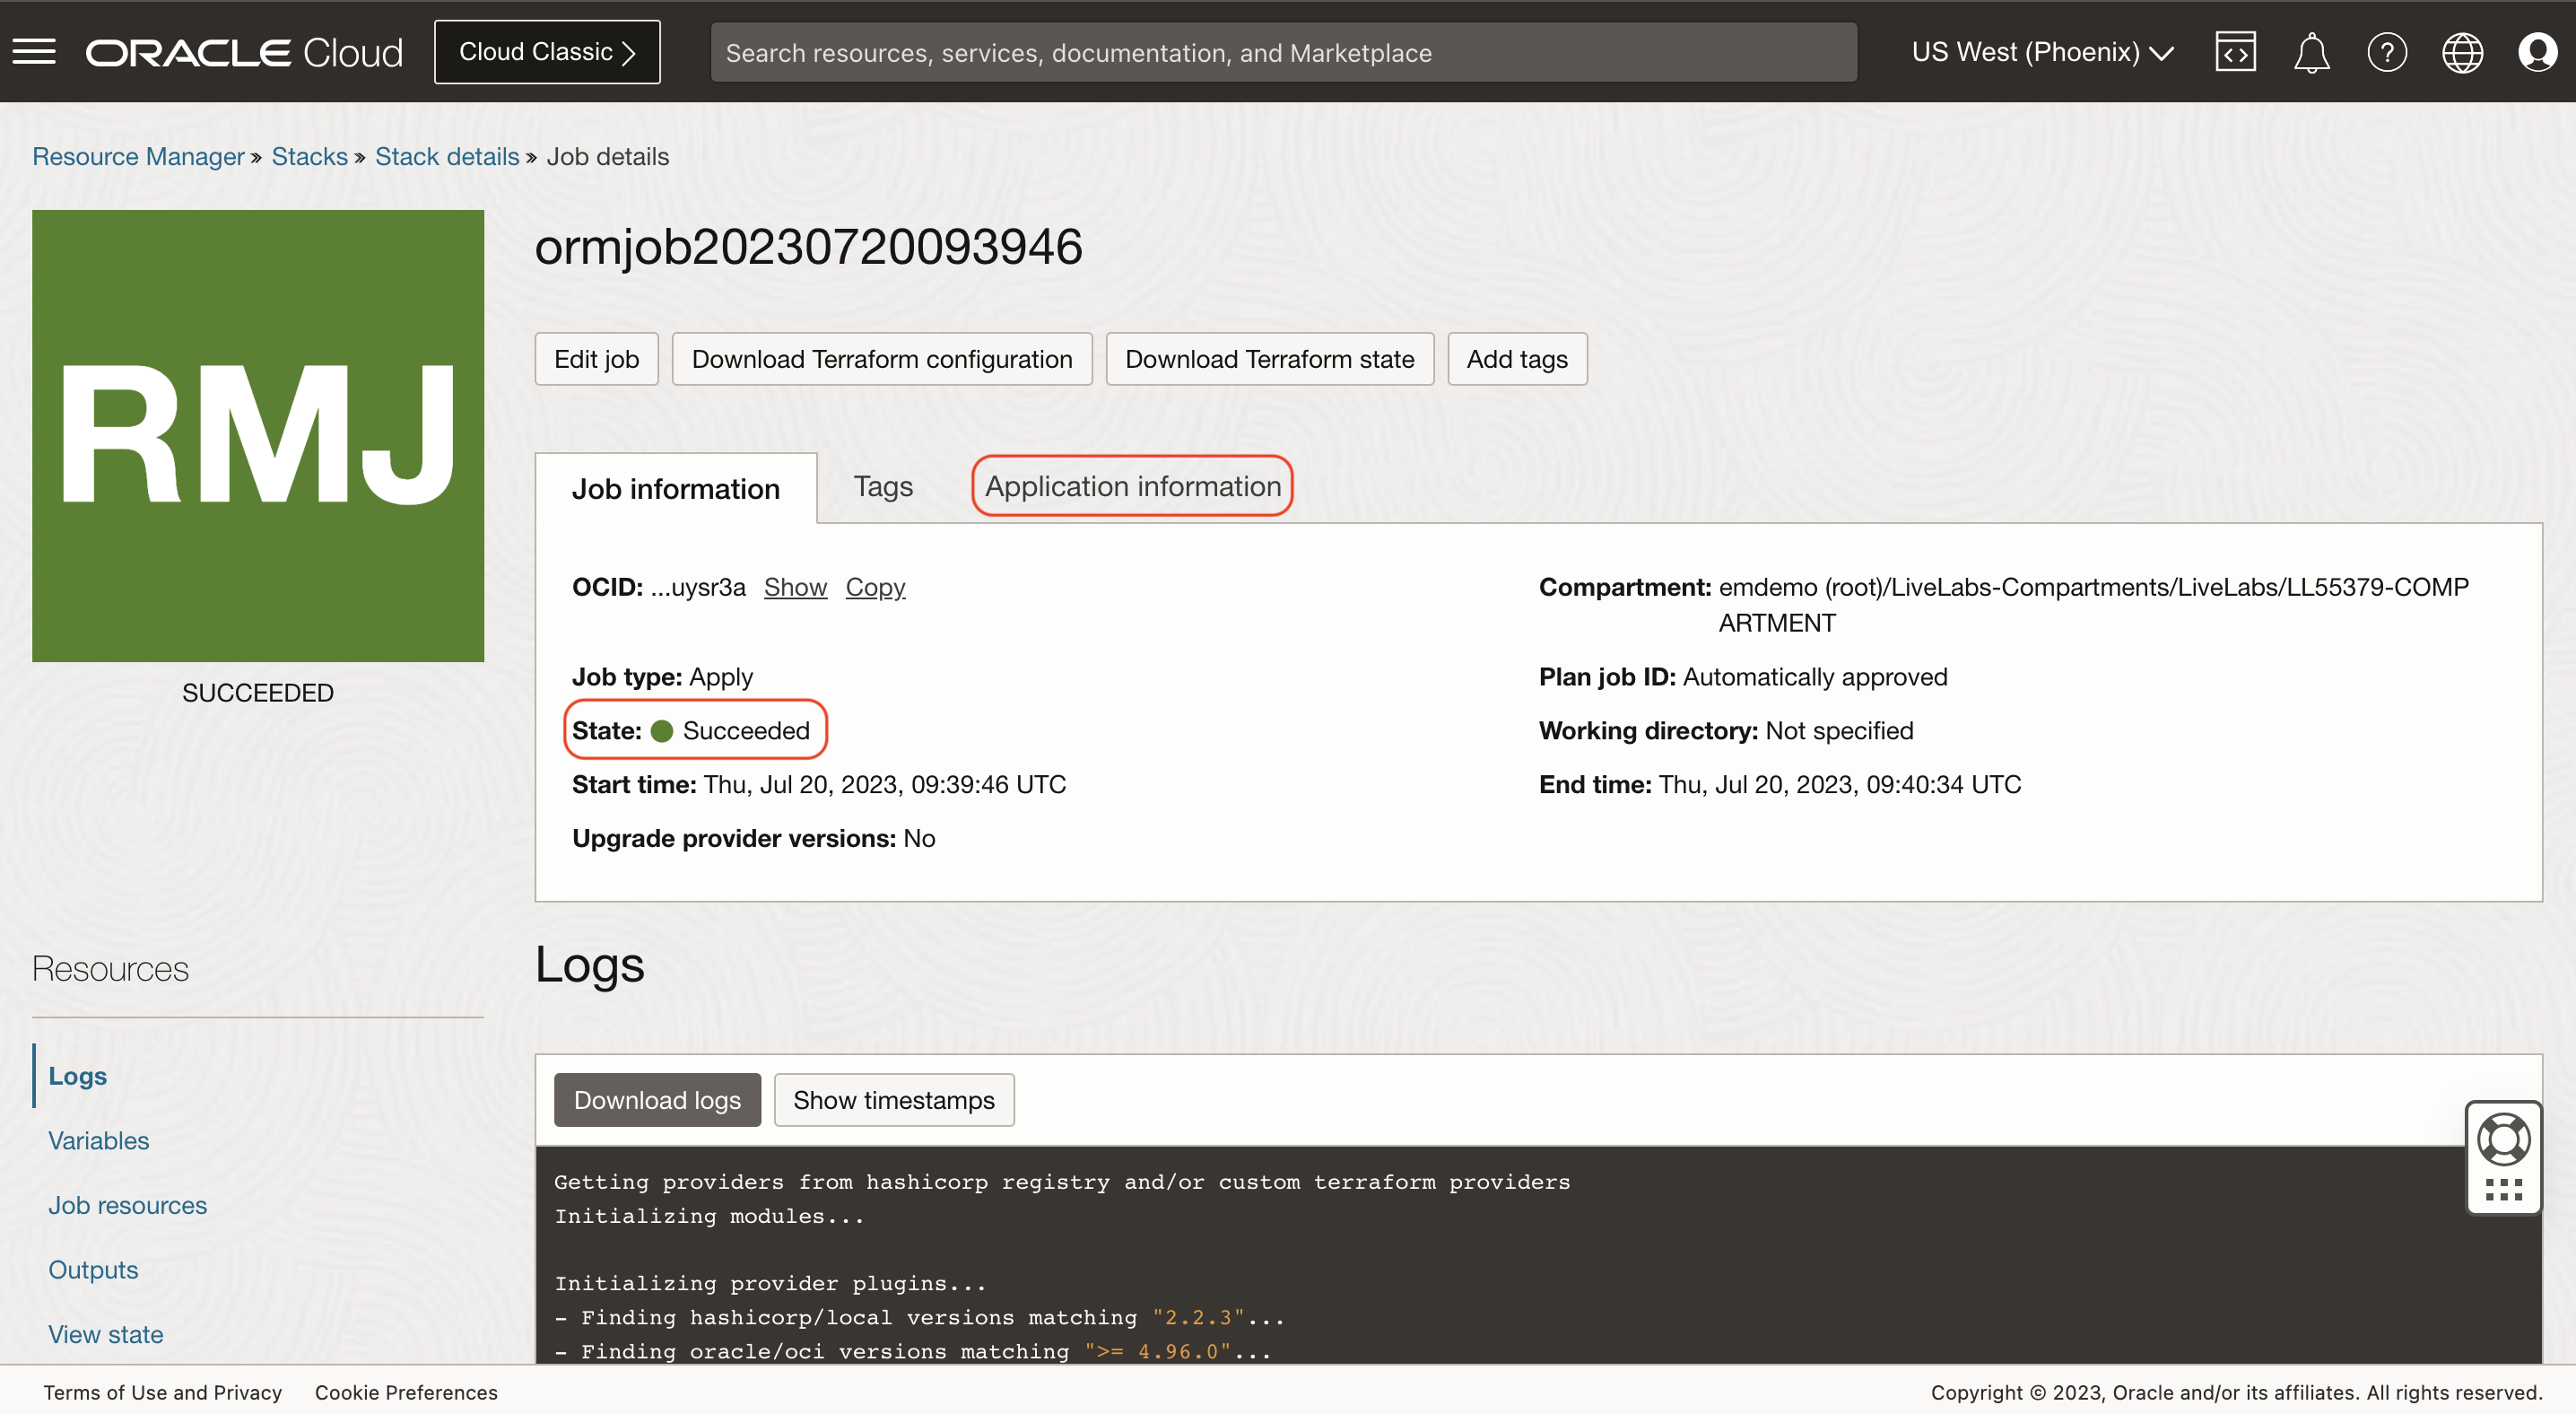 ORACLE Cloud
Cloud Classic
Search resources, services, documentation, and Marketplace
US West (Phoenix)
Resource Manager » Stacks » Stack details » Job details
RMJ
SUCCEEDED
ormjob20230720093946
Edit job
Download Terraform configuration
Download Terraform state
Add tags
Job information
Tags
Application information
OCID: ...uysr3a Show Copy
Compartment: emdemo (root)/LiveLabs-Compartments/LiveLabs/LL55379-COMP
ARTMENT
Job type: Apply
Plan job ID: Automatically approved
State: Succeeded
Working directory: Not specified
Start time: Thu, Jul 20, 2023, 09:39:46 UTC
End time: Thu, Jul 20, 2023, 09:40:34 UTC
Upgrade provider versions: No
Resources
Logs
Variables
Job resources
Outputs
View state
Logs
Download logs
Show timestamps
Getting providers from hashicorp registry and/or custom terraform providers
Initializing modules...
Initializing provider plugins...
- Finding hashicorp/local versions matching "2.2.3"...
- Finding oracle/oci versions matching ">= 4.96.0"...
Terms of Use and Privacy
Cookie Preferences
Copyright © 2023, Oracle and/or its affiliates. All rights reserved.